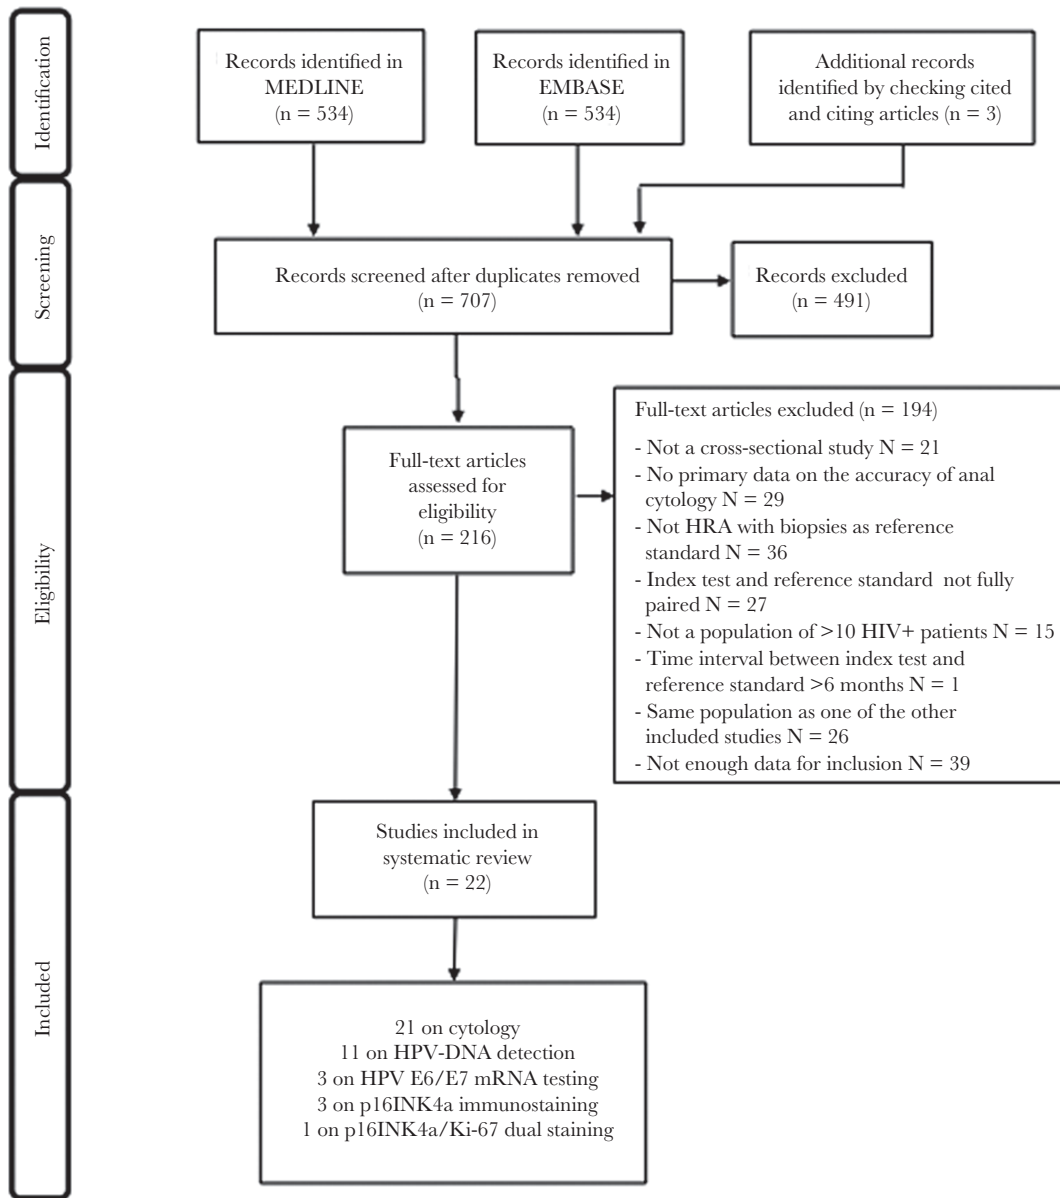 Identification
Records identified in
MEDLINE
(n = 534)
Records identified in
EMBASE
(n = 534)
Additional records
identified by checking cited
and citing articles (n = 3)
Screening
Records screened after duplicates removed
(n = 707)
Records excluded
(n = 491)
Eligibility
Full-text articles
assessed for
eligibility
(n = 216)
Full-text articles excluded (n = 194)
- Not a cross-sectional study N = 21
- No primary data on the accuracy of anal
cytology N = 29
- Not HRA with biopsies as reference
standard N = 36
- Index test and reference standard not fully
paired N = 27
- Not a population of >10 HIV+ patients N = 15
- Time interval between index test and
reference standard >6 months N = 1
- Same population as one of the other
included studies N = 26
- Not enough data for inclusion N = 39
Included
Studies included in
systematic review
(n = 22)
21 on cytology
11 on HPV-DNA detection
3 on HPV E6/E7 mRNA testing
3 on p16INK4a immunostaining
1 on p16INK4a/Ki-67 dual staining